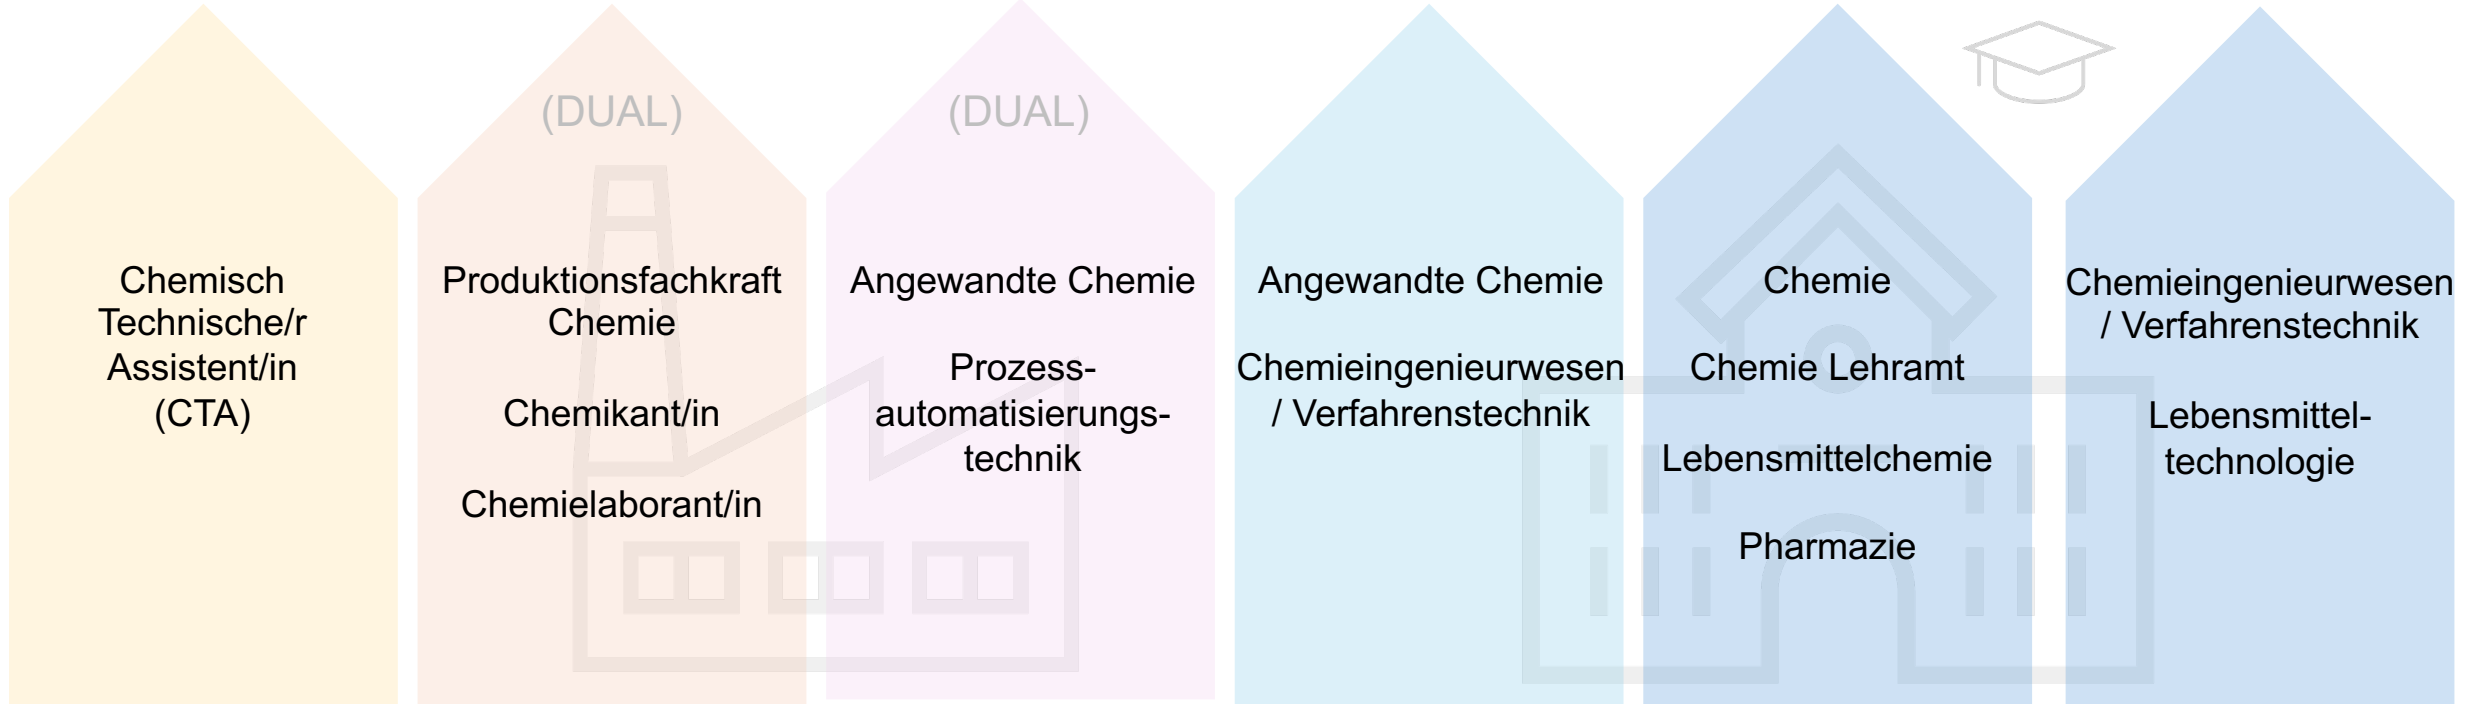 Chemisch
Technische/r
Assistent/in
(CTA)
(DUAL)
Produktionsfachkraft
Chemie
Chemikant/in
Chemielaborant/in
(DUAL)
Angewandte Chemie
Prozess-
automatisierungs-
technik
Angewandte Chemie
Chemieingenieurwesen
/ Verfahrenstechnik
Chemie
Chemie Lehramt
Lebensmittelchemie
Pharmazie
Chemieingenieurwesen
/ Verfahrenstechnik
Lebensmittel-
technologie